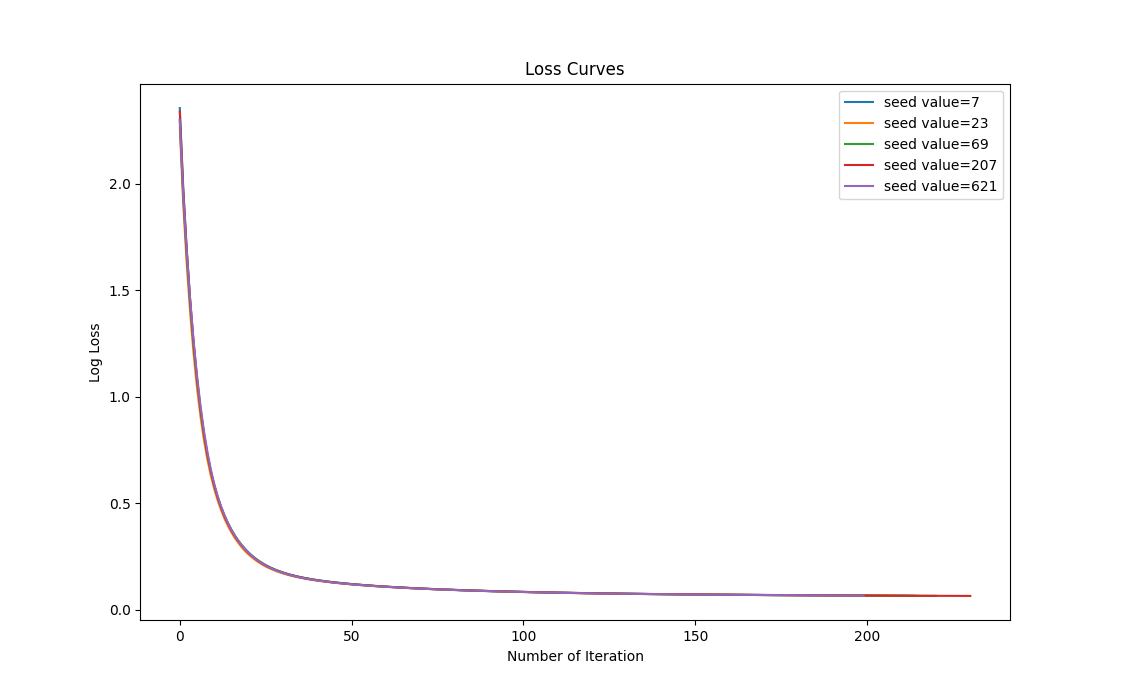 Loss Curves
seed value=7
seed value=23
seed value=69
seed value=207
seed value=621
Log Loss
2.0
1.5
1.0
0.5
0.0
0
50
100
150
200
Number of Iteration